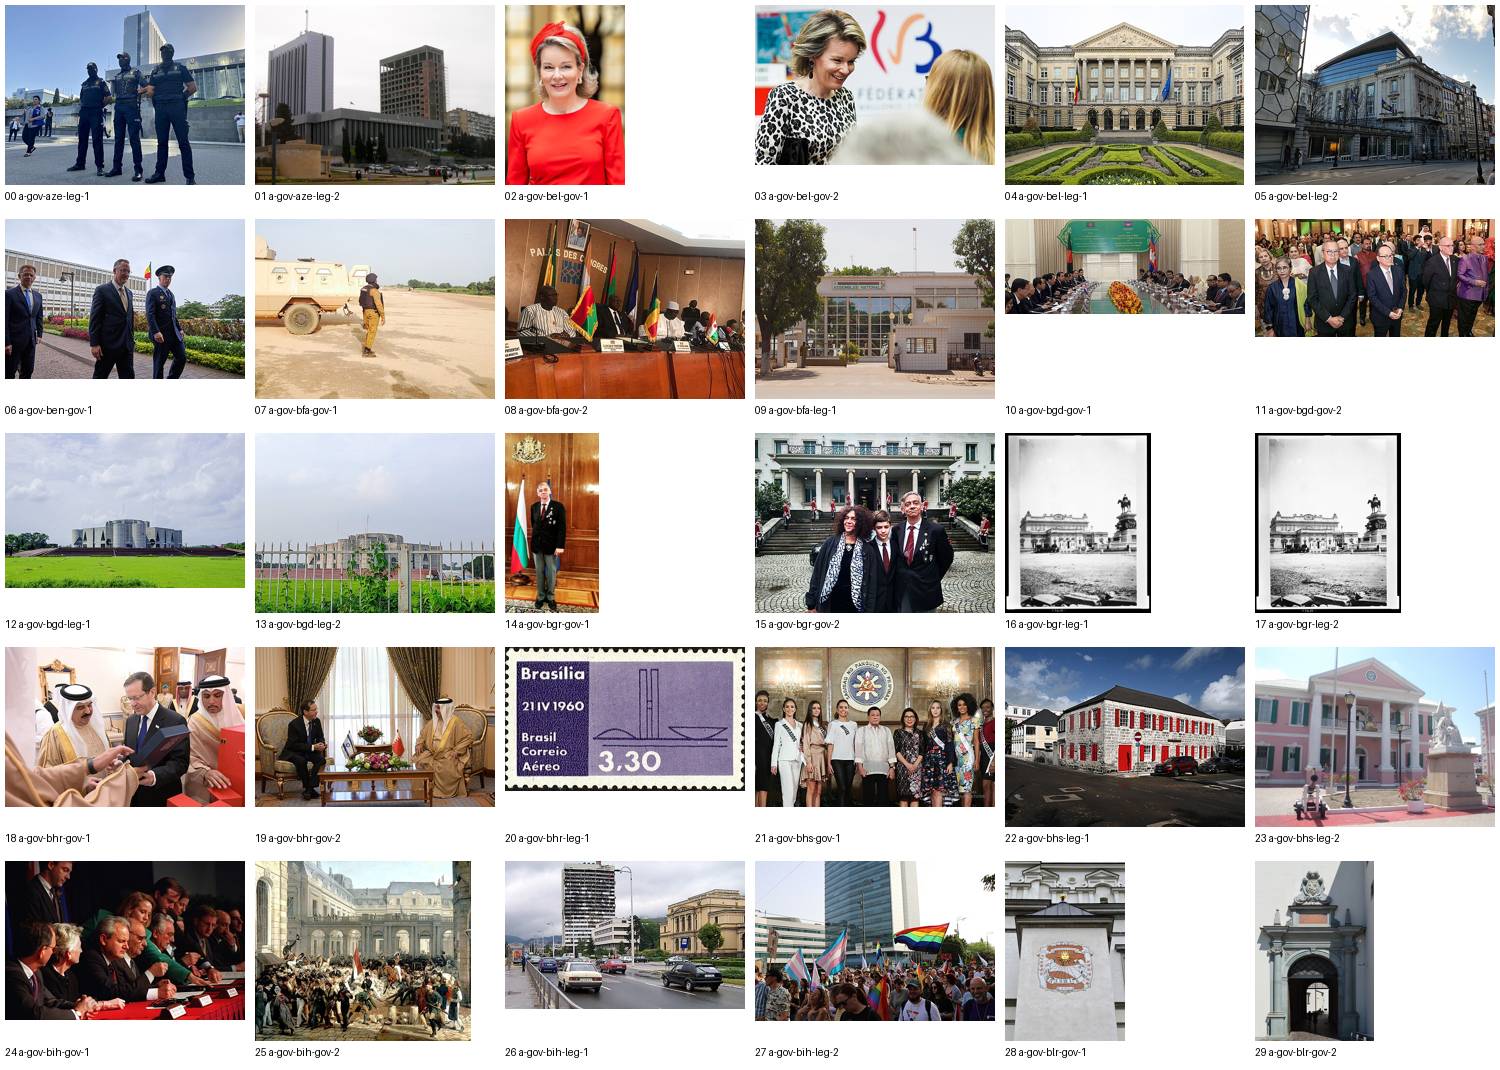 00 a-gov-aze-leg-1
01 a-gov-aze-leg-2
02 a-gov-bel-gov-1
03 a-gov-bel-gov-2
04 a-gov-bel-leg-1
05 a-gov-bel-leg-2
FÉDÉRAT
06 a-gov-ben-gov-1
07 a-gov-bfa-gov-1
08 a-gov-bfa-gov-2
09 a-gov-bfa-leg-1
10 a-gov-bgd-gov-1
11 a-gov-bgd-gov-2
PALAIS DES CONGRES
ASSEMBLEE NATIONALE
12 a-gov-bgd-leg-1
13 a-gov-bgd-leg-2
14 a-gov-bgr-gov-1
15 a-gov-bgr-gov-2
16 a-gov-bgr-leg-1
17 a-gov-bgr-leg-2
Brasília
21 IV 1960
Brasil
Correio
Aéreo
3,30
18 a-gov-bhr-gov-1
19 a-gov-bhr-gov-2
20 a-gov-bhr-leg-1
21 a-gov-bhs-gov-1
22 a-gov-bhs-leg-1
23 a-gov-bhs-leg-2
24 a-gov-bih-gov-1
25 a-gov-bih-gov-2
26 a-gov-bih-leg-1
27 a-gov-bih-leg-2
28 a-gov-blr-gov-1
29 a-gov-blr-gov-2